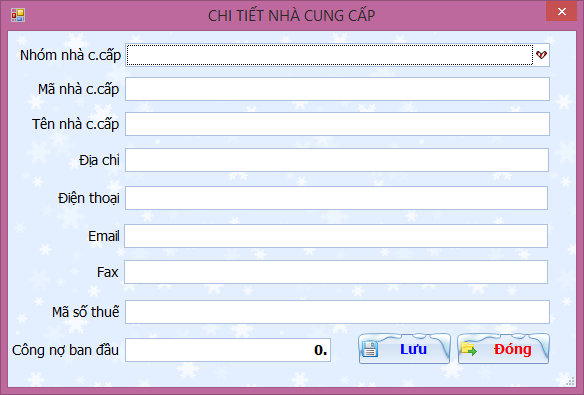 CHI TIẾT NHÀ CUNG CẤP
Nhóm nhà c.cấp
Mã nhà c.cấp
Tên nhà c.cấp
Địa chỉ
Điện thoại
Email
Fax
Mã số thuế
Công nợ ban đầu 0. Lưu Đóng